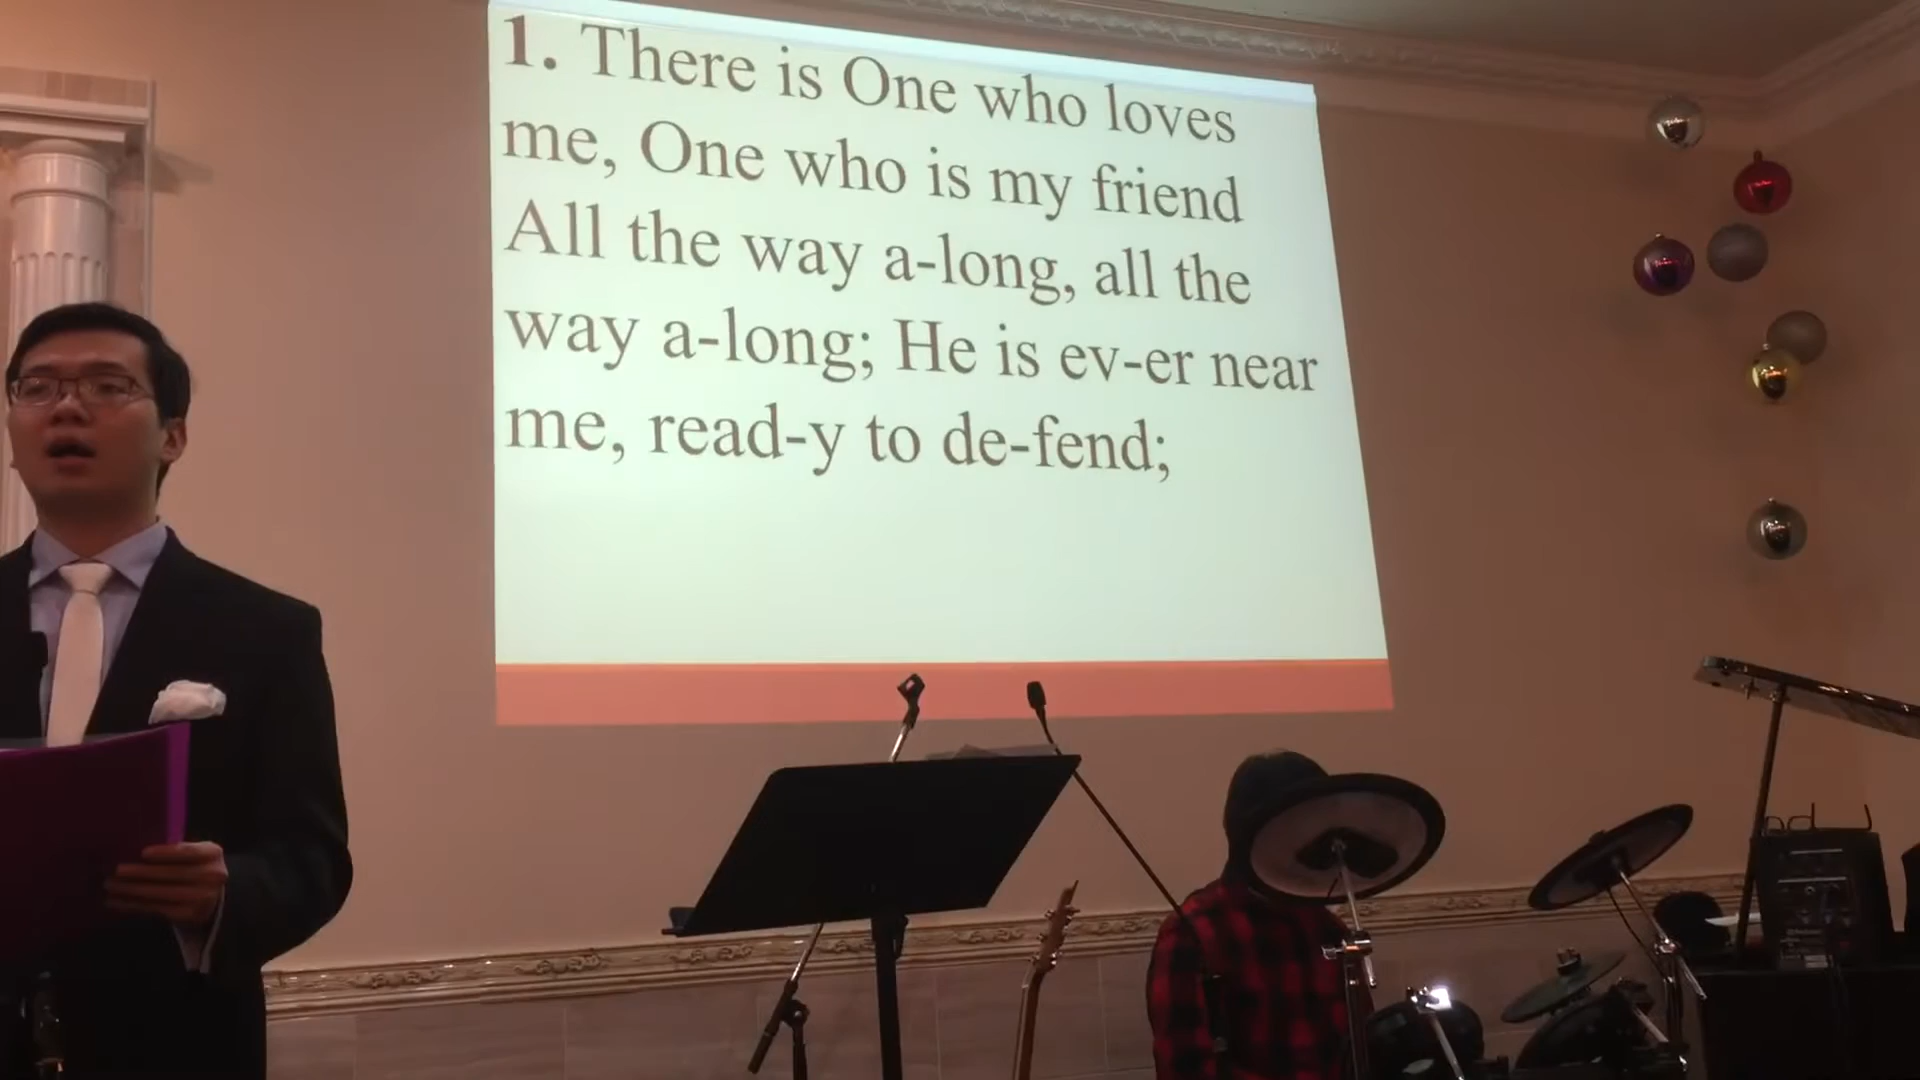 1. There is One who loves
me, One who is my friend
All the way a-long, all the
way a-long; He is ev-er near
me, read-y to de-fend;